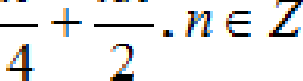 4 + 2 . n ∈ Z